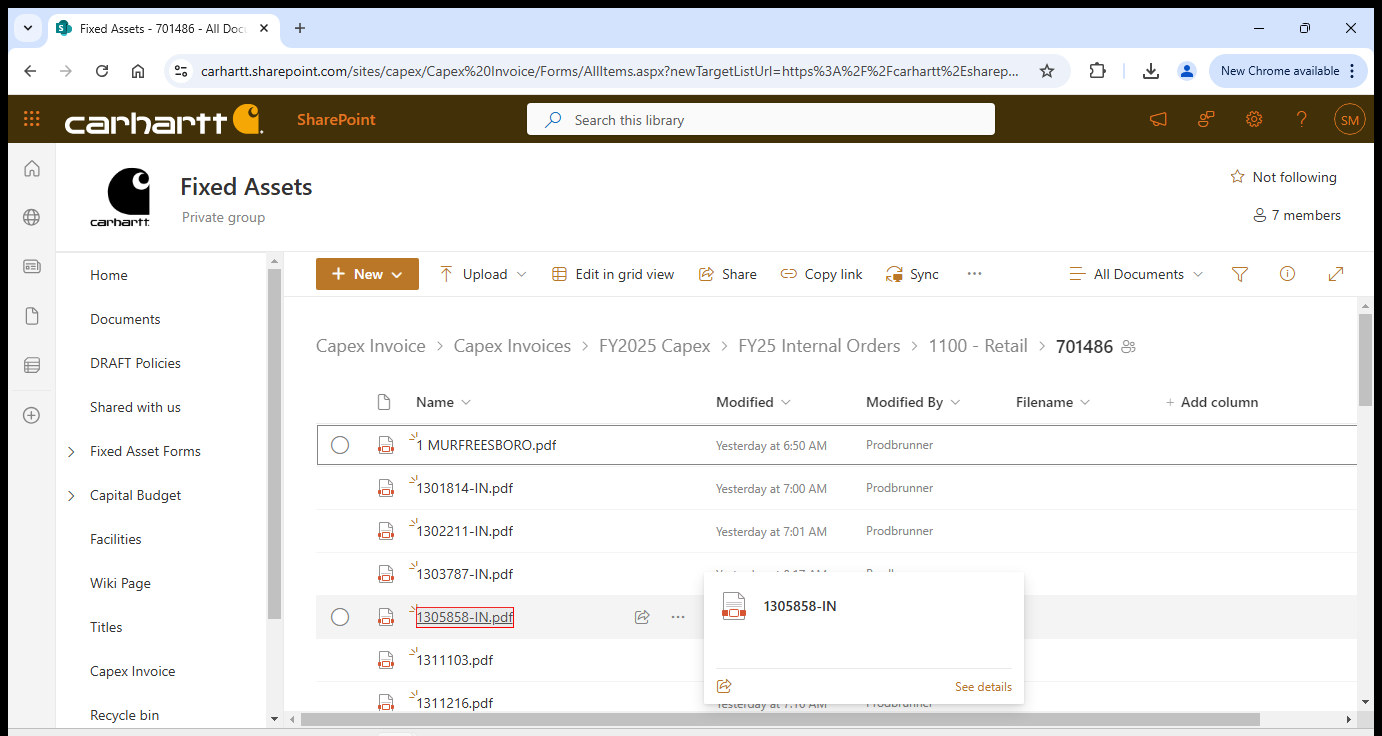 Fixed Assets - 701486 - All Doc
carhartt.sharepoint.com/sites/capex/Capex%20Invoice/Forms/AllItems.aspx?newTargetListUrl=https%3A%2F%2Fcarhartt%2Esharep...
New Chrome available
carhartt
SharePoint
Search this library
SM
carhartt
Fixed Assets
Private group
Not following
7 members
Home
Documents
DRAFT Policies
Shared with us
Fixed Asset Forms
Capital Budget
Facilities
Wiki Page
Titles
Capex Invoice
Recycle bin
New
Upload
Edit in grid view
Share
Copy link
Sync
All Documents
Capex Invoice > Capex Invoices > FY2025 Capex > FY25 Internal Orders > 1100 - Retail > 701486
Name Modified Modified By Filename + Add column
1 MURFREESBORO.pdf Yesterday at 6:50 AM Prodbrunner
1301814-IN.pdf Yesterday at 7:00 AM Prodbrunner
1302211-IN.pdf Yesterday at 7:01 AM Prodbrunner
1303787-IN.pdf
1305858-IN.pdf
1311103.pdf
1311216.pdf
1305858-IN
See details